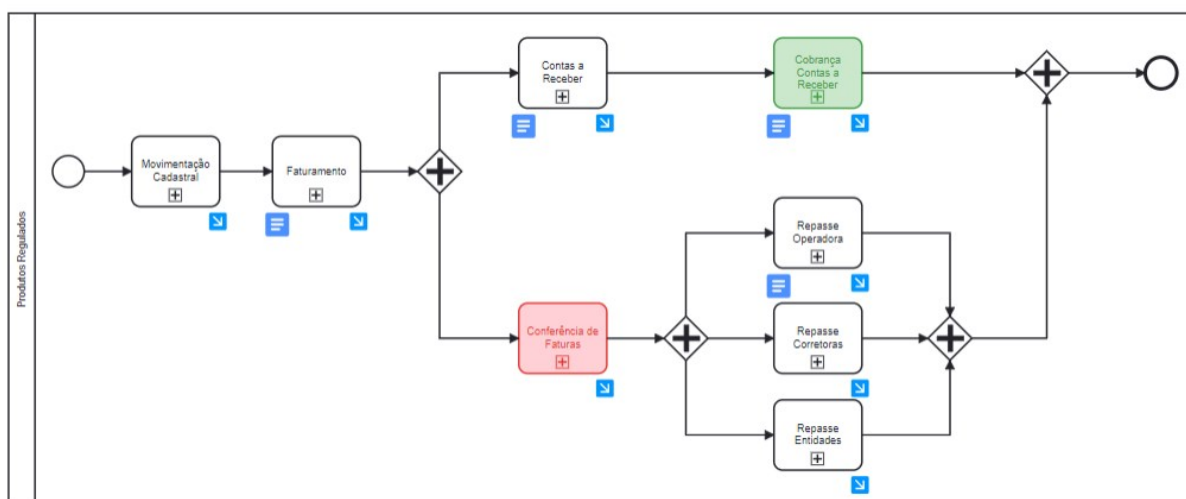 Produtos Regulados
Movimentação
Cadastral
Faturamento
Contas a
Receber
Cobrança
Contas a
Receber
Conferência de
Faturas
Repasse
Operadora
Repasse
Corretoras
Repasse
Entidades